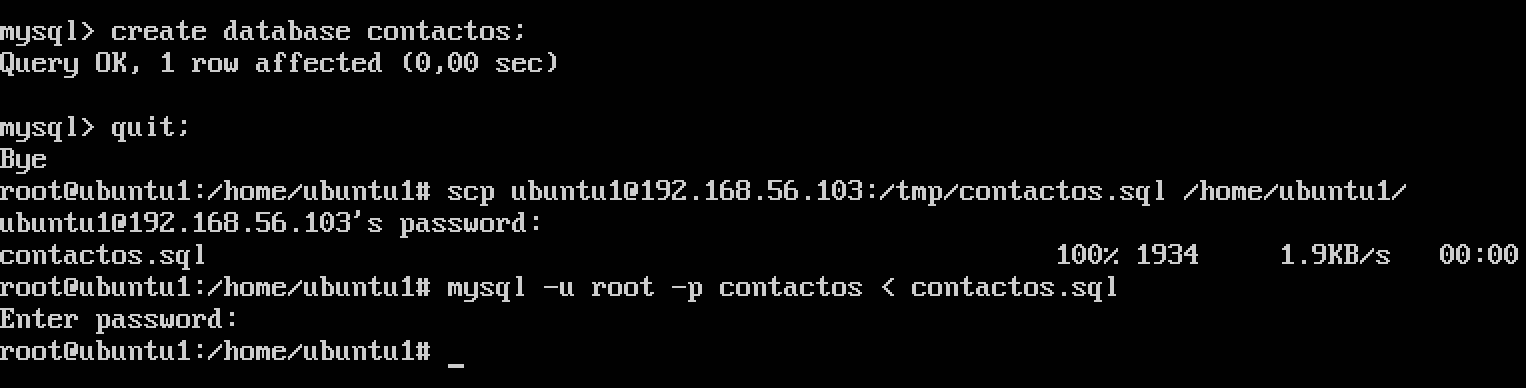 mysql> create database contactos;
Query OK, 1 row affected (0,00 sec)
mysql> quit;
Bye
root@ubuntu1:/home/ubuntu1# scp ubuntu1@192.168.56.103:/tmp/contactos.sql /home/ubuntu1/
ubuntu1@192.168.56.103's password:
contactos.sql 100% 1934 1.9KB/s 00:00
root@ubuntu1:/home/ubuntu1# mysql -u root -p contactos < contactos.sql
Enter password:
root@ubuntu1:/home/ubuntu1# _